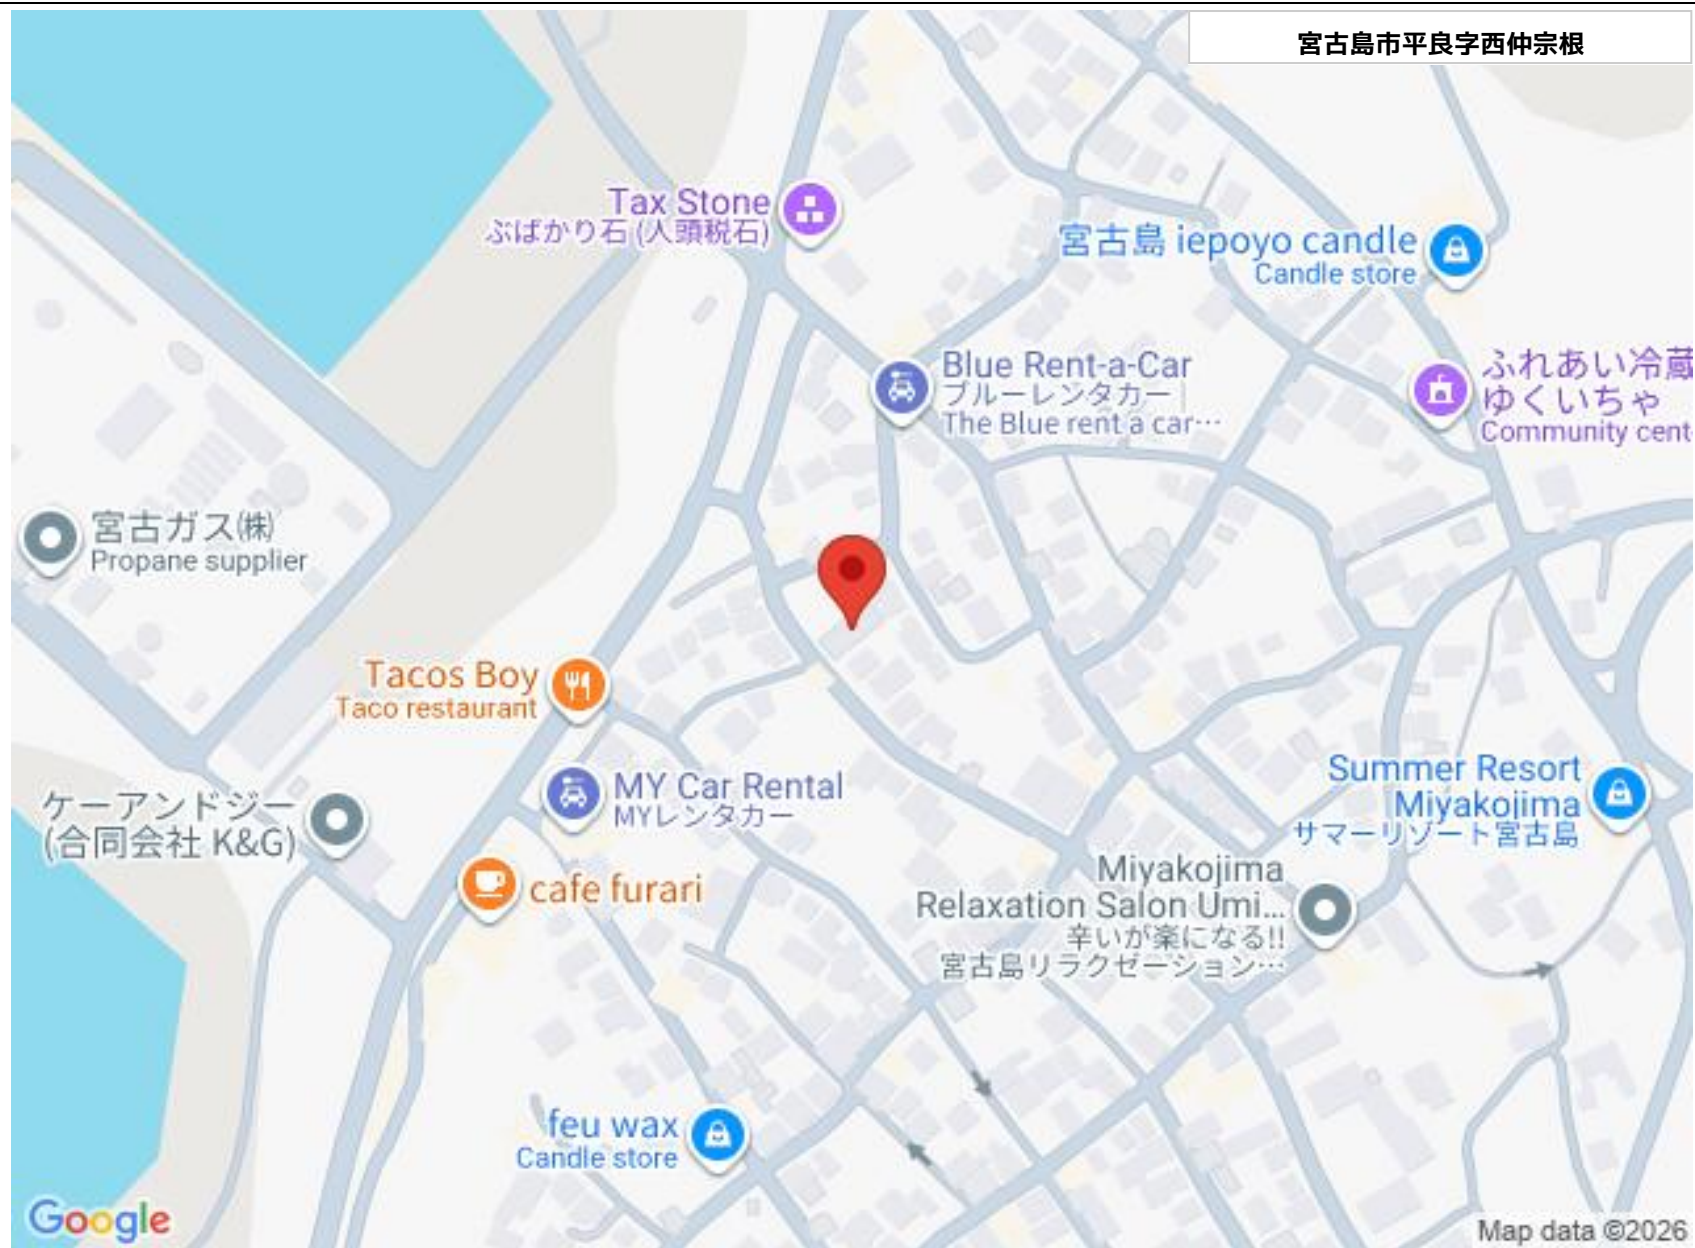 宮古島市平良字西仲宗根
Tax Stone
ぶばかり石 (人頭税石)
宮古島 iepoyo candle
Candle store
Blue Rent-a-Car
ブルーレンタカー｜
The Blue rent a car…
ふれあい冷蔵
ゆくいちゃ
Community cent
宮古ガス㈱
Propane supplier
Tacos Boy
Taco restaurant
MY Car Rental
MYレンタカー
ケーアンドジー
(合同会社 K&G)
cafe furari
Summer Resort
Miyakojima
サマーリゾート宮古島
Miyakojima
Relaxation Salon Umi...
辛いが楽になる!!
宮古島リラクゼーション…
feu wax
Candle store
Google
Map data ©2026